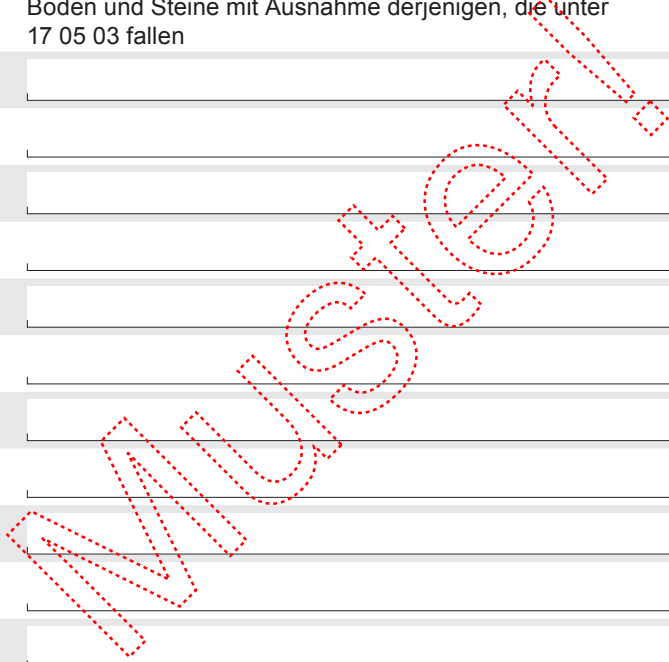 Boden und Steine mit Ausnahme derjenigen, die unter
17 05 03 fallen
Muster!